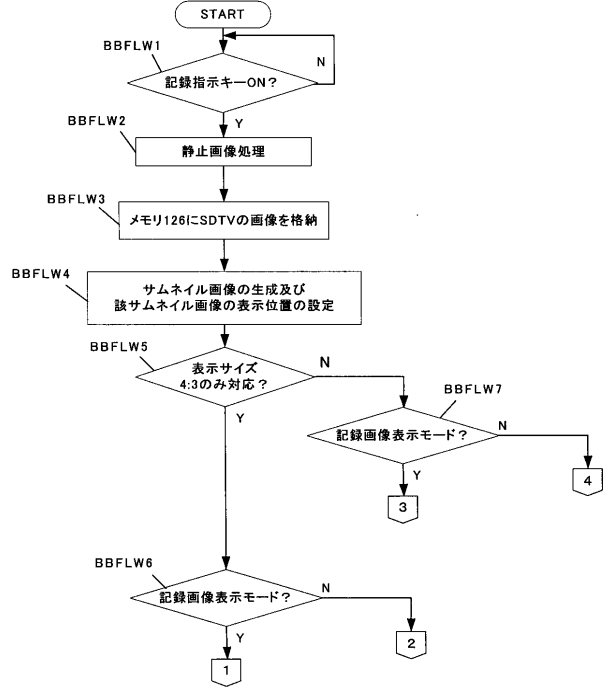 START
BBFLW1
記録指示キーON？
N
Y
BBFLW2
静止画像処理
BBFLW3
メモリ126にSDTVの画像を格納
BBFLW4
サムネイル画像の生成及び
該サムネイル画像の表示位置の設定
BBFLW5
表示サイズ
4:3のみ対応？
N
Y
BBFLW7
記録画像表示モード？
N
Y
4
3
BBFLW6
記録画像表示モード？
N
Y
2
1